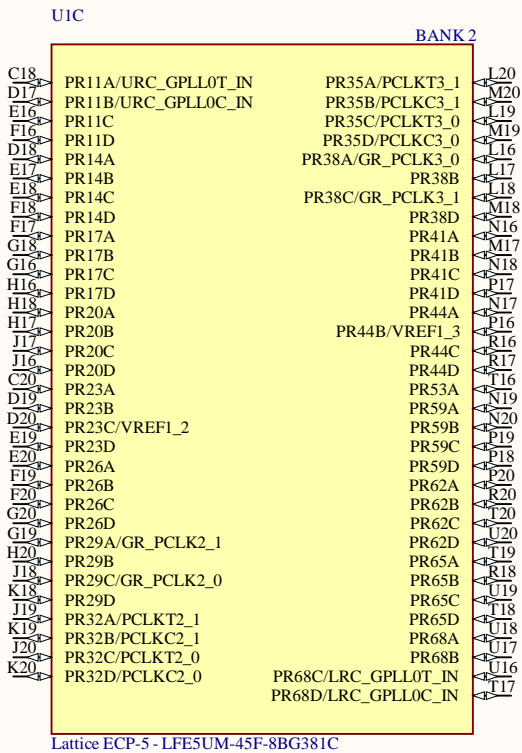 U1C
BANK 2
C18 PR11A/URC_GPLL0T_IN PR35A/PCLKT3_1 L20
D17 PR11B/URC_GPLL0C_IN PR35B/PCLKC3_1 M20
E16 PR11C PR35C/PCLKT3_0 L19
F16 PR11D PR35D/PCLKC3_0 M19
D18 PR14A PR38A/GR_PCLK3_0 L16
E17 PR14B PR38B L17
E18 PR14C PR38C/GR_PCLK3_1 L18
F18 PR14D PR38D M18
F17 PR17A PR41A N16
G18 PR17B PR41B M17
G16 PR17C PR41C N18
H16 PR17D PR41D P17
H18 PR20A PR44A N17
H17 PR20B PR44B/VREF1_3 P16
J17 PR20C PR44C R16
J16 PR20D PR44D R17
C20 PR23A PR53A T16
D19 PR23B PR59A N19
D20 PR23C/VREF1_2 PR59B N20
E19 PR23D PR59C P19
E20 PR26A PR59D P18
F19 PR26B PR62A P20
F20 PR26C PR62B R20
G20 PR26D PR62C T20
G19 PR29A/GR_PCLK2_1 PR62D U20
H20 PR29B PR65A T19
J18 PR29C/GR_PCLK2_0 PR65B R18
K18 PR29D PR65C U19
J19 PR32A/PCLKT2_1 PR65D T18
K19 PR32B/PCLKC2_1 PR68A U18
J20 PR32C/PCLKT2_0 PR68B U17
K20 PR32D/PCLKC2_0 PR68C/LRC_GPLL0T_IN U16
PR68D/LRC_GPLL0C_IN T17
Lattice ECP-5 - LFE5UM-45F-8BG381C